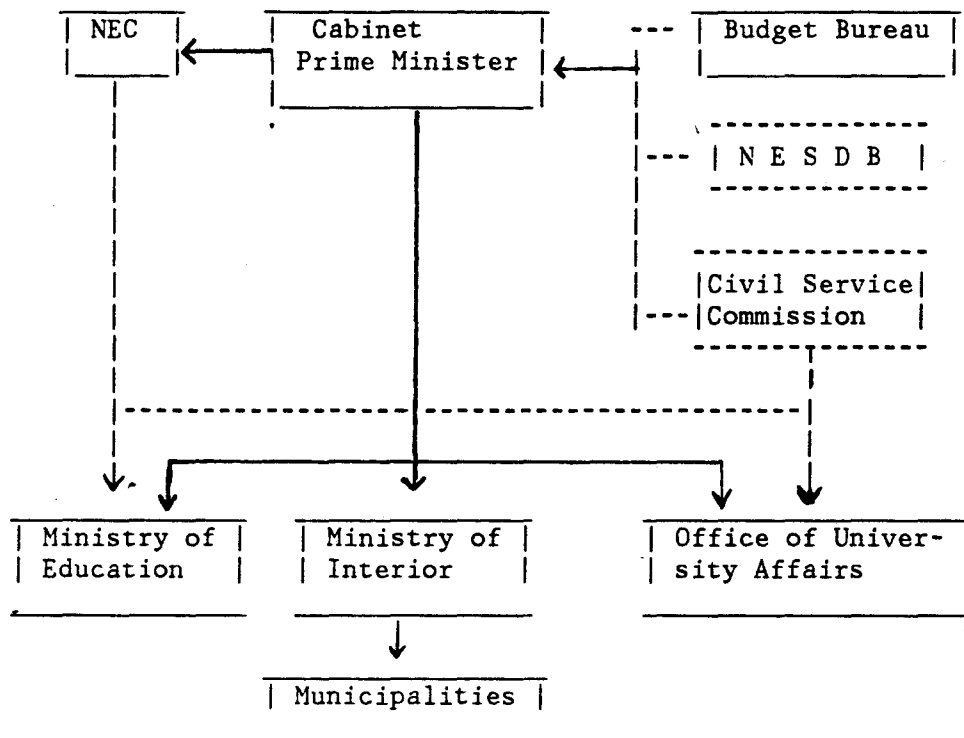 NEC
Cabinet
Prime Minister
Budget Bureau
N E S D B
Civil Service
Commission
Ministry of
Education
Ministry of
Interior
Office of Univer-
sity Affairs
Municipalities